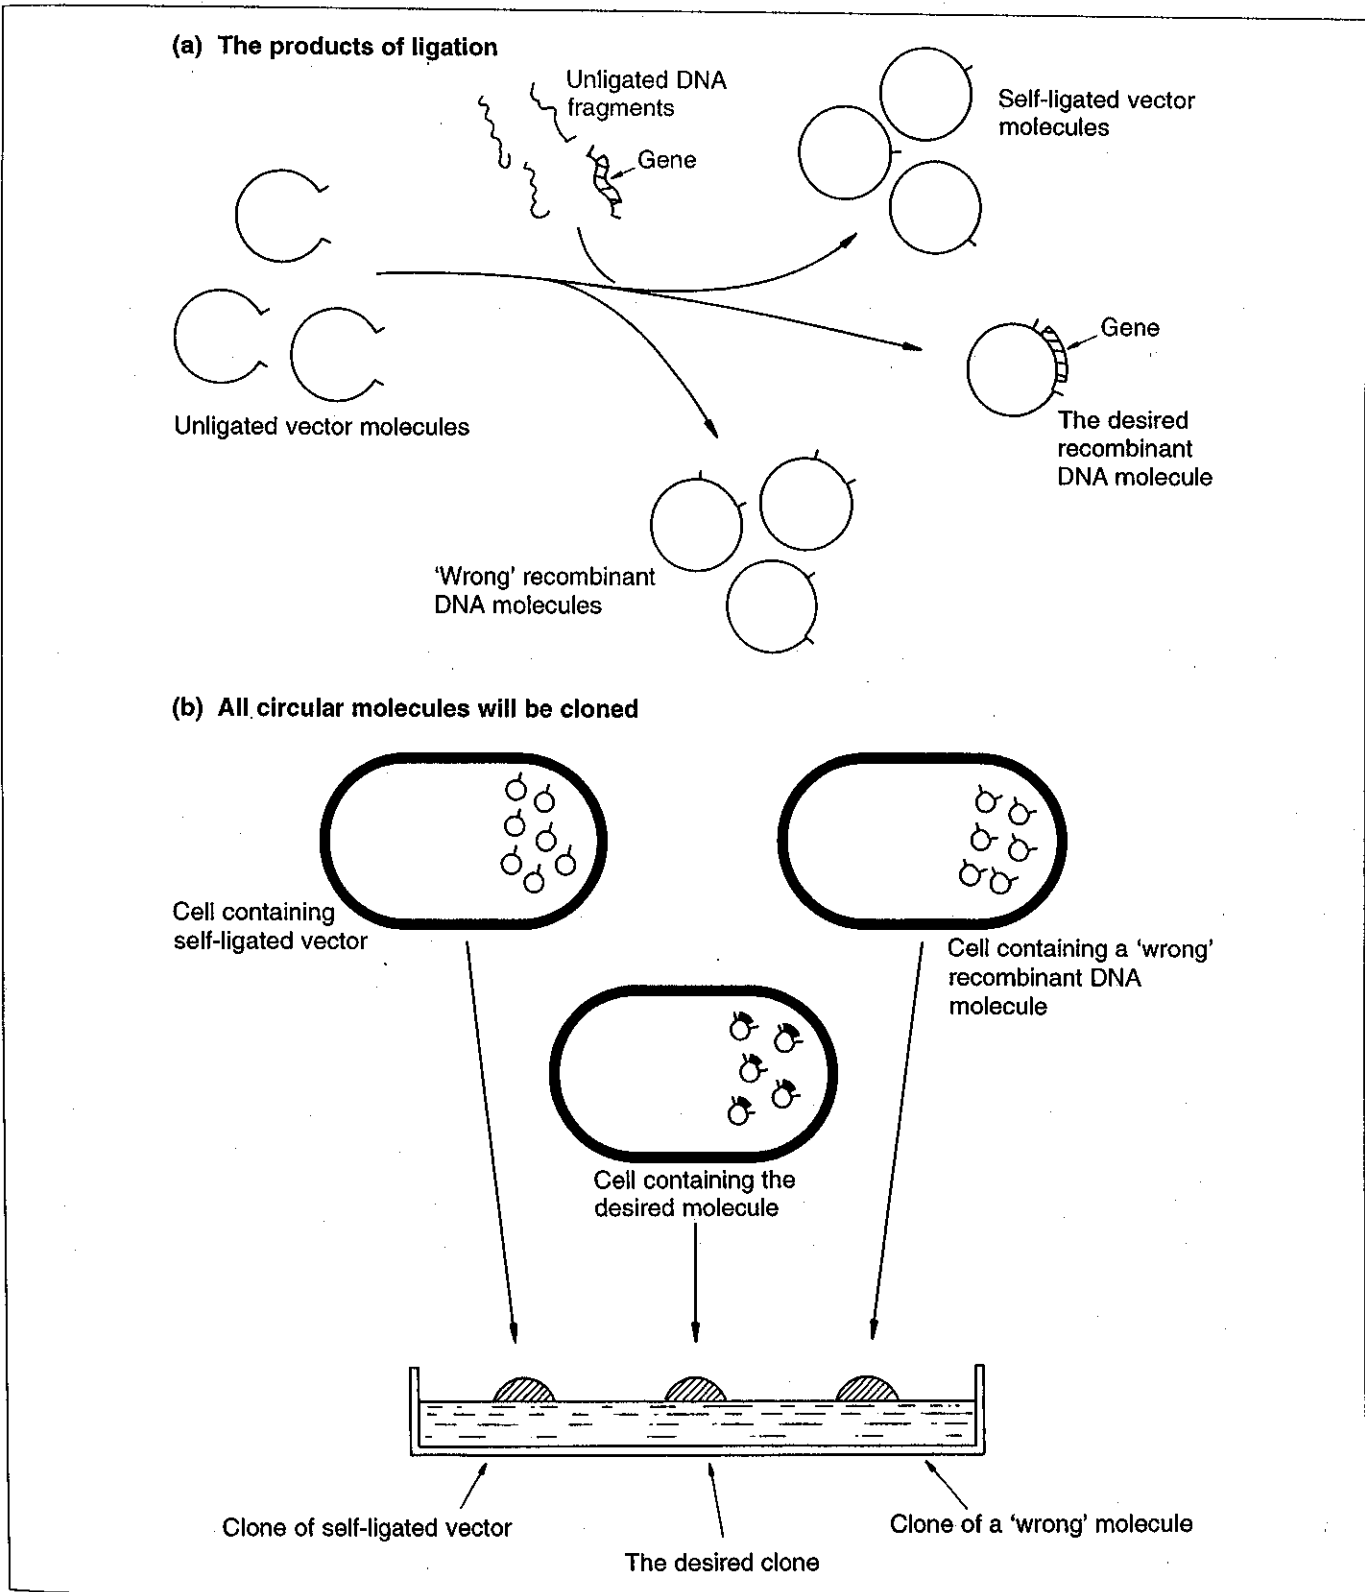 (a) The products of ligation
Unligated DNA
fragments
Gene
Self-ligated vector
molecules
Unligated vector molecules
Gene
The desired
recombinant
DNA molecule
'Wrong' recombinant
DNA molecules
(b) All circular molecules will be cloned
Cell containing
self-ligated vector
Cell containing a 'wrong'
recombinant DNA
molecule
Cell containing the
desired molecule
Clone of self-ligated vector
Clone of a 'wrong' molecule
The desired clone